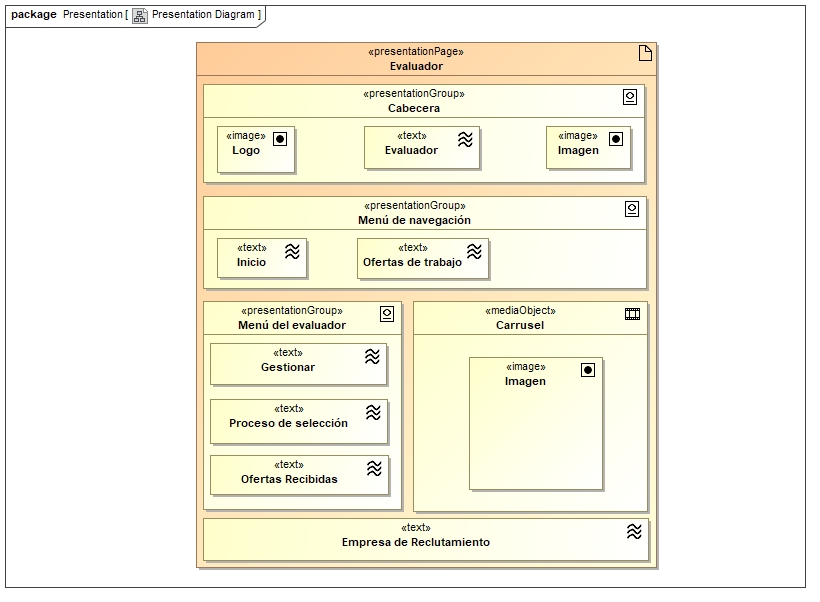 package Presentation [ Presentation Diagram ]
«presentationPage»
Evaluador
«presentationGroup»
Cabecera
«image»
Logo
«text»
Evaluador
«image»
Imagen
«presentationGroup»
Menú de navegación
«text»
Inicio
«text»
Ofertas de trabajo
«presentationGroup»
Menú del evaluador
«text»
Gestionar
«text»
Proceso de selección
«text»
Ofertas Recibidas
«mediaObject»
Carrusel
«image»
Imagen
«text»
Empresa de Reclutamiento